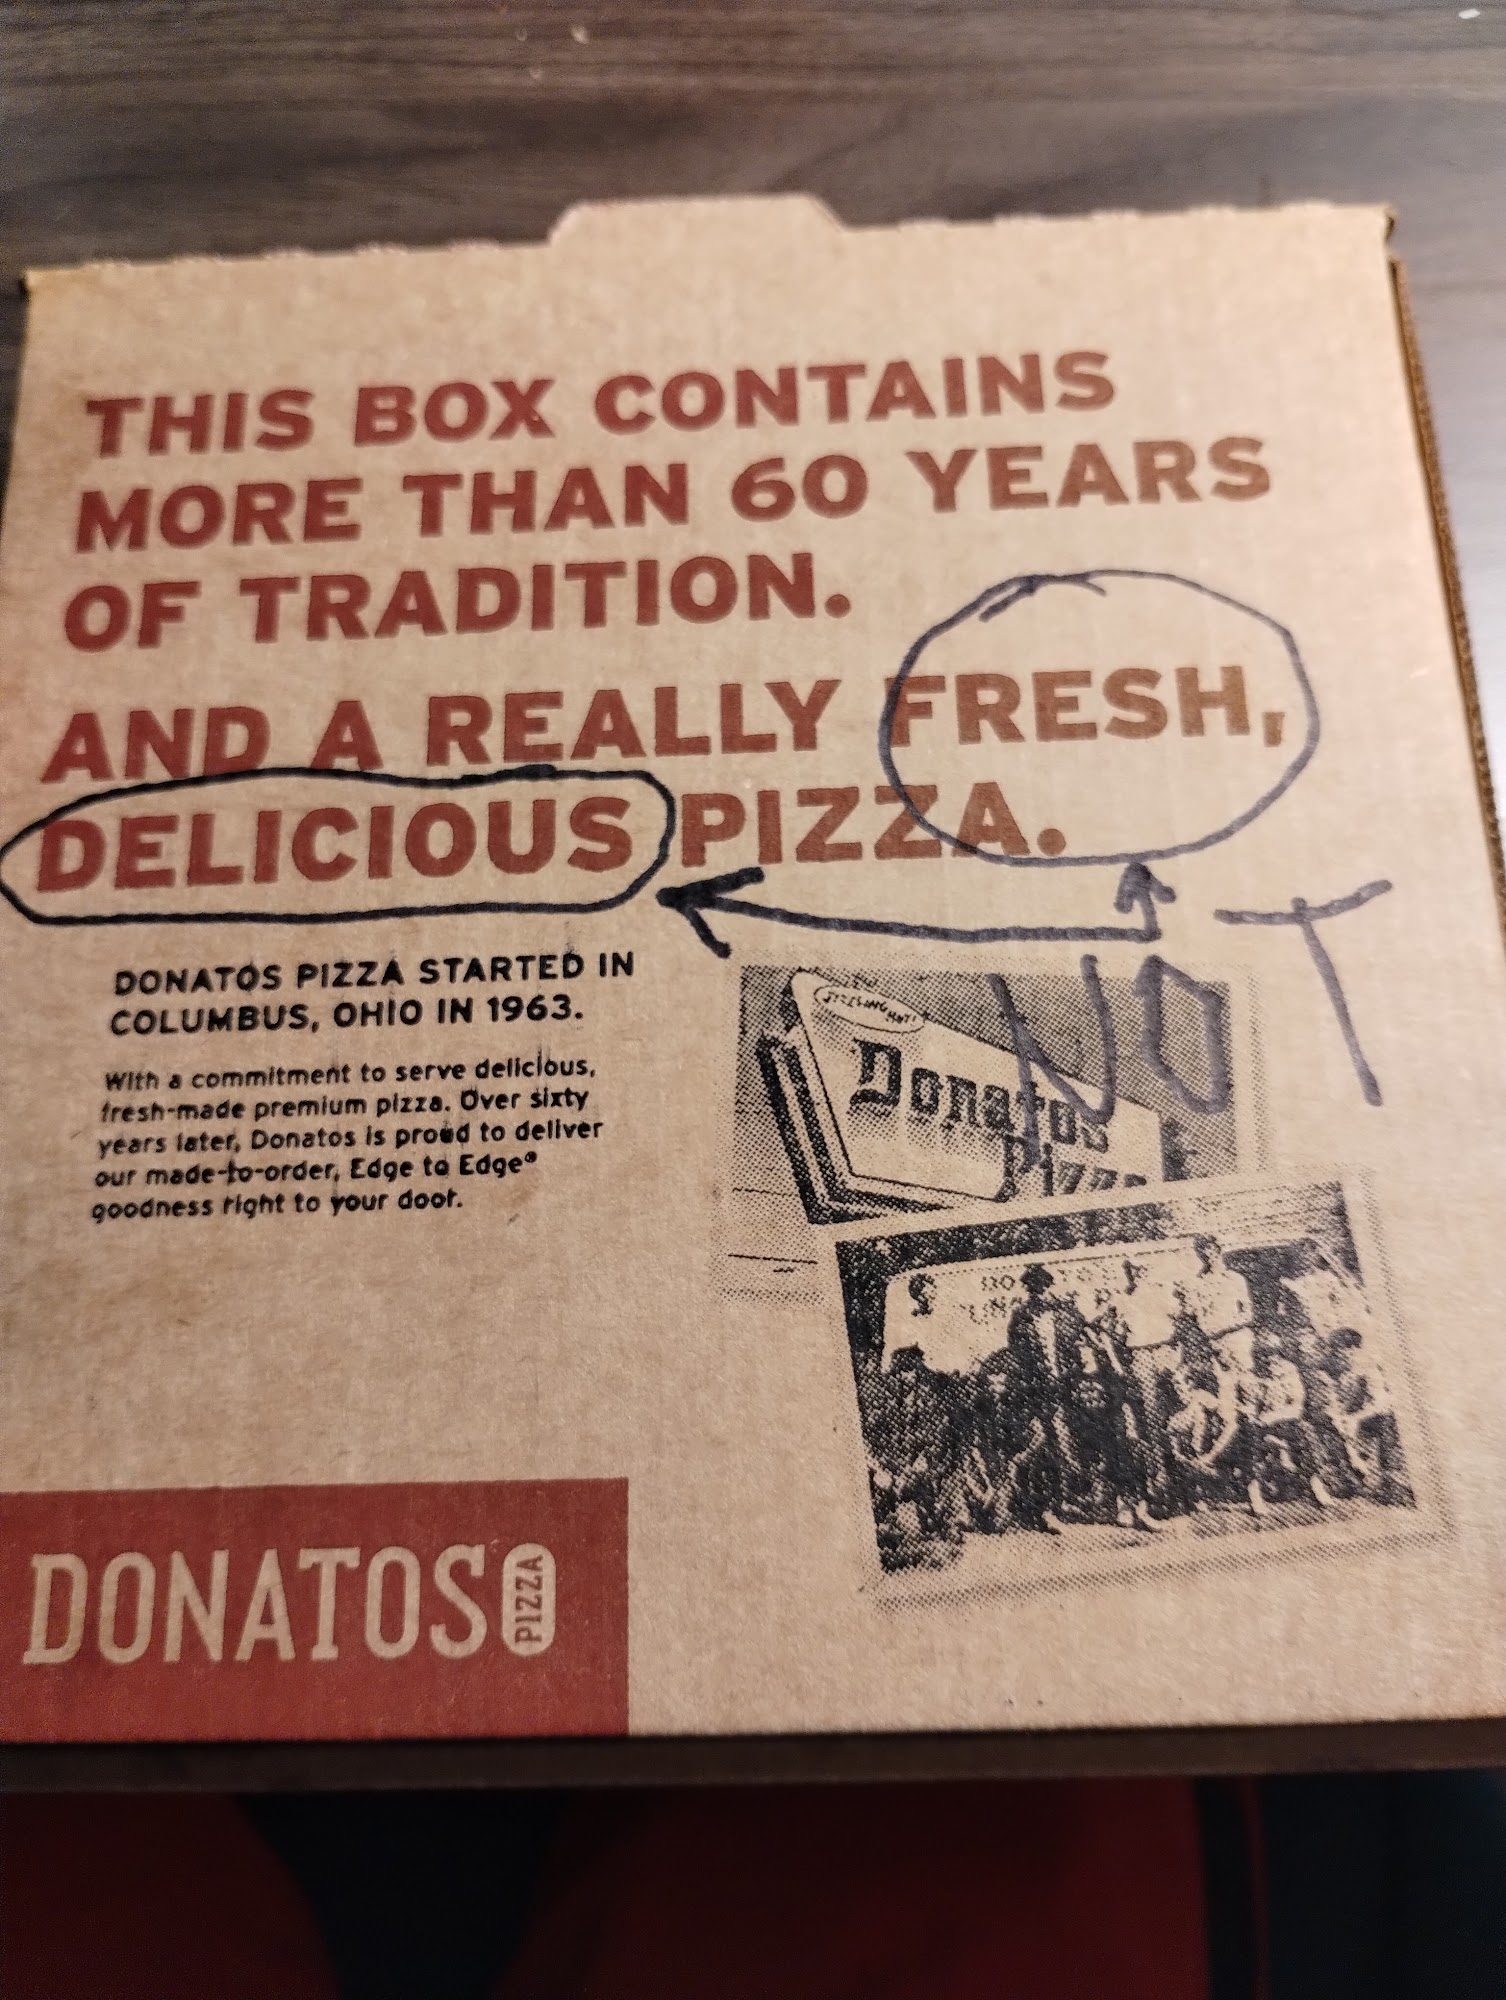 THIS BOX CONTAINS
MORE THAN 60 YEARS
OF TRADITION.
AND A REALLY FRESH,
DELICIOUS PIZZA.
NOT
DONATOS PIZZA STARTED IN
COLUMBUS, OHIO IN 1963.
With a commitment to serve delicious,
fresh-made premium pizza. Over sixty
years later, Donatos is proud to deliver
our made-to-order, Edge to Edge®
goodness right to your door.
Donatos
Pizza
DONATOS PIZZA